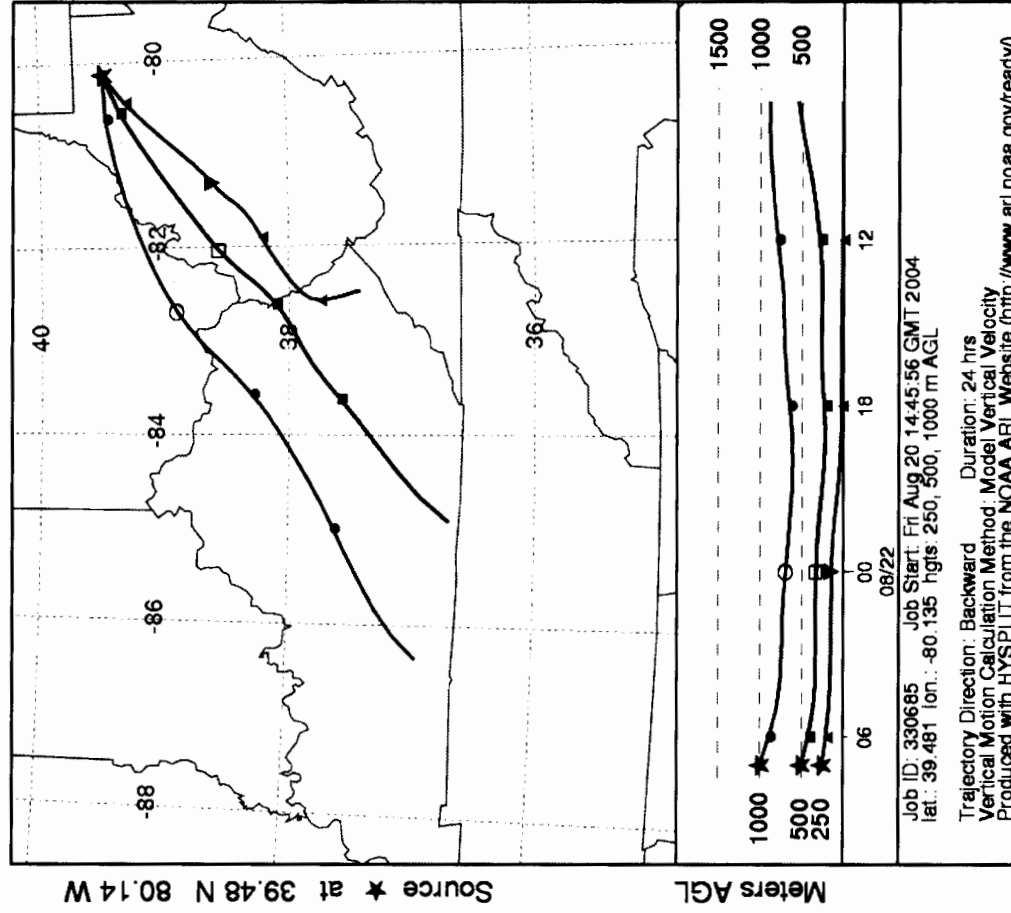 Source ★ at 39.48 N 80.14 W
40
38
36
-80
-82
-84
-86
-88
Meters AGL
1500
1000
500
1000
500
250
06
00
18
12
08/22
Job ID: 330685 Job Start: Fri Aug 20 14:45:56 GMT 2004
lat.: 39.481 lon.: -80.135 hgts: 250, 500, 1000 m AGL
Trajectory Direction: Backward Duration: 24 hrs
Vertical Motion Calculation Method: Model Vertical Velocity
Produced with HYSPLIT from the NOAA ARL Website (http://www.arl.noaa.gov/ready/)